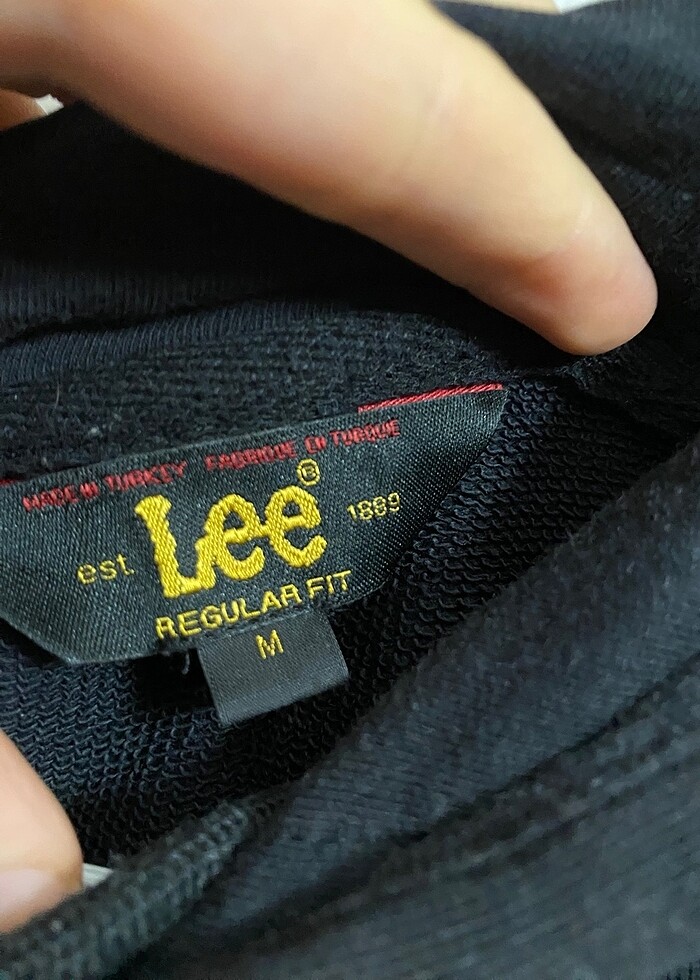 MADE IN TURKEY FABRIQUE EN TURQUIE
Lee®
est. 1889
REGULAR FIT
M